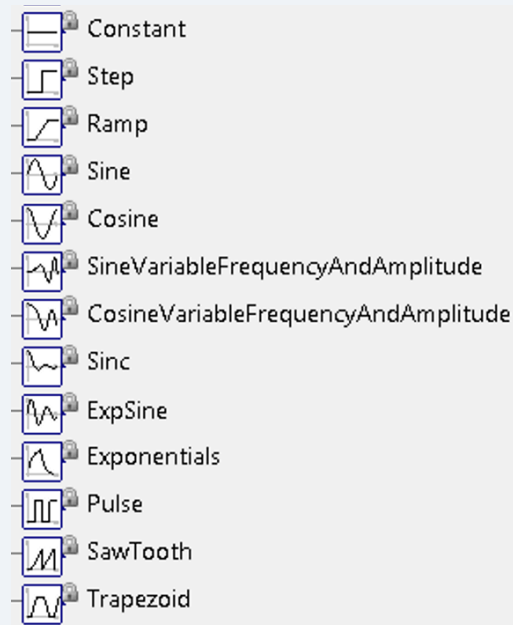 Constant
Step
Ramp
Sine
Cosine
SineVariableFrequencyAndAmplitude
CosineVariableFrequencyAndAmplitude
Sinc
ExpSine
Exponentials
Pulse
SawTooth
Trapezoid